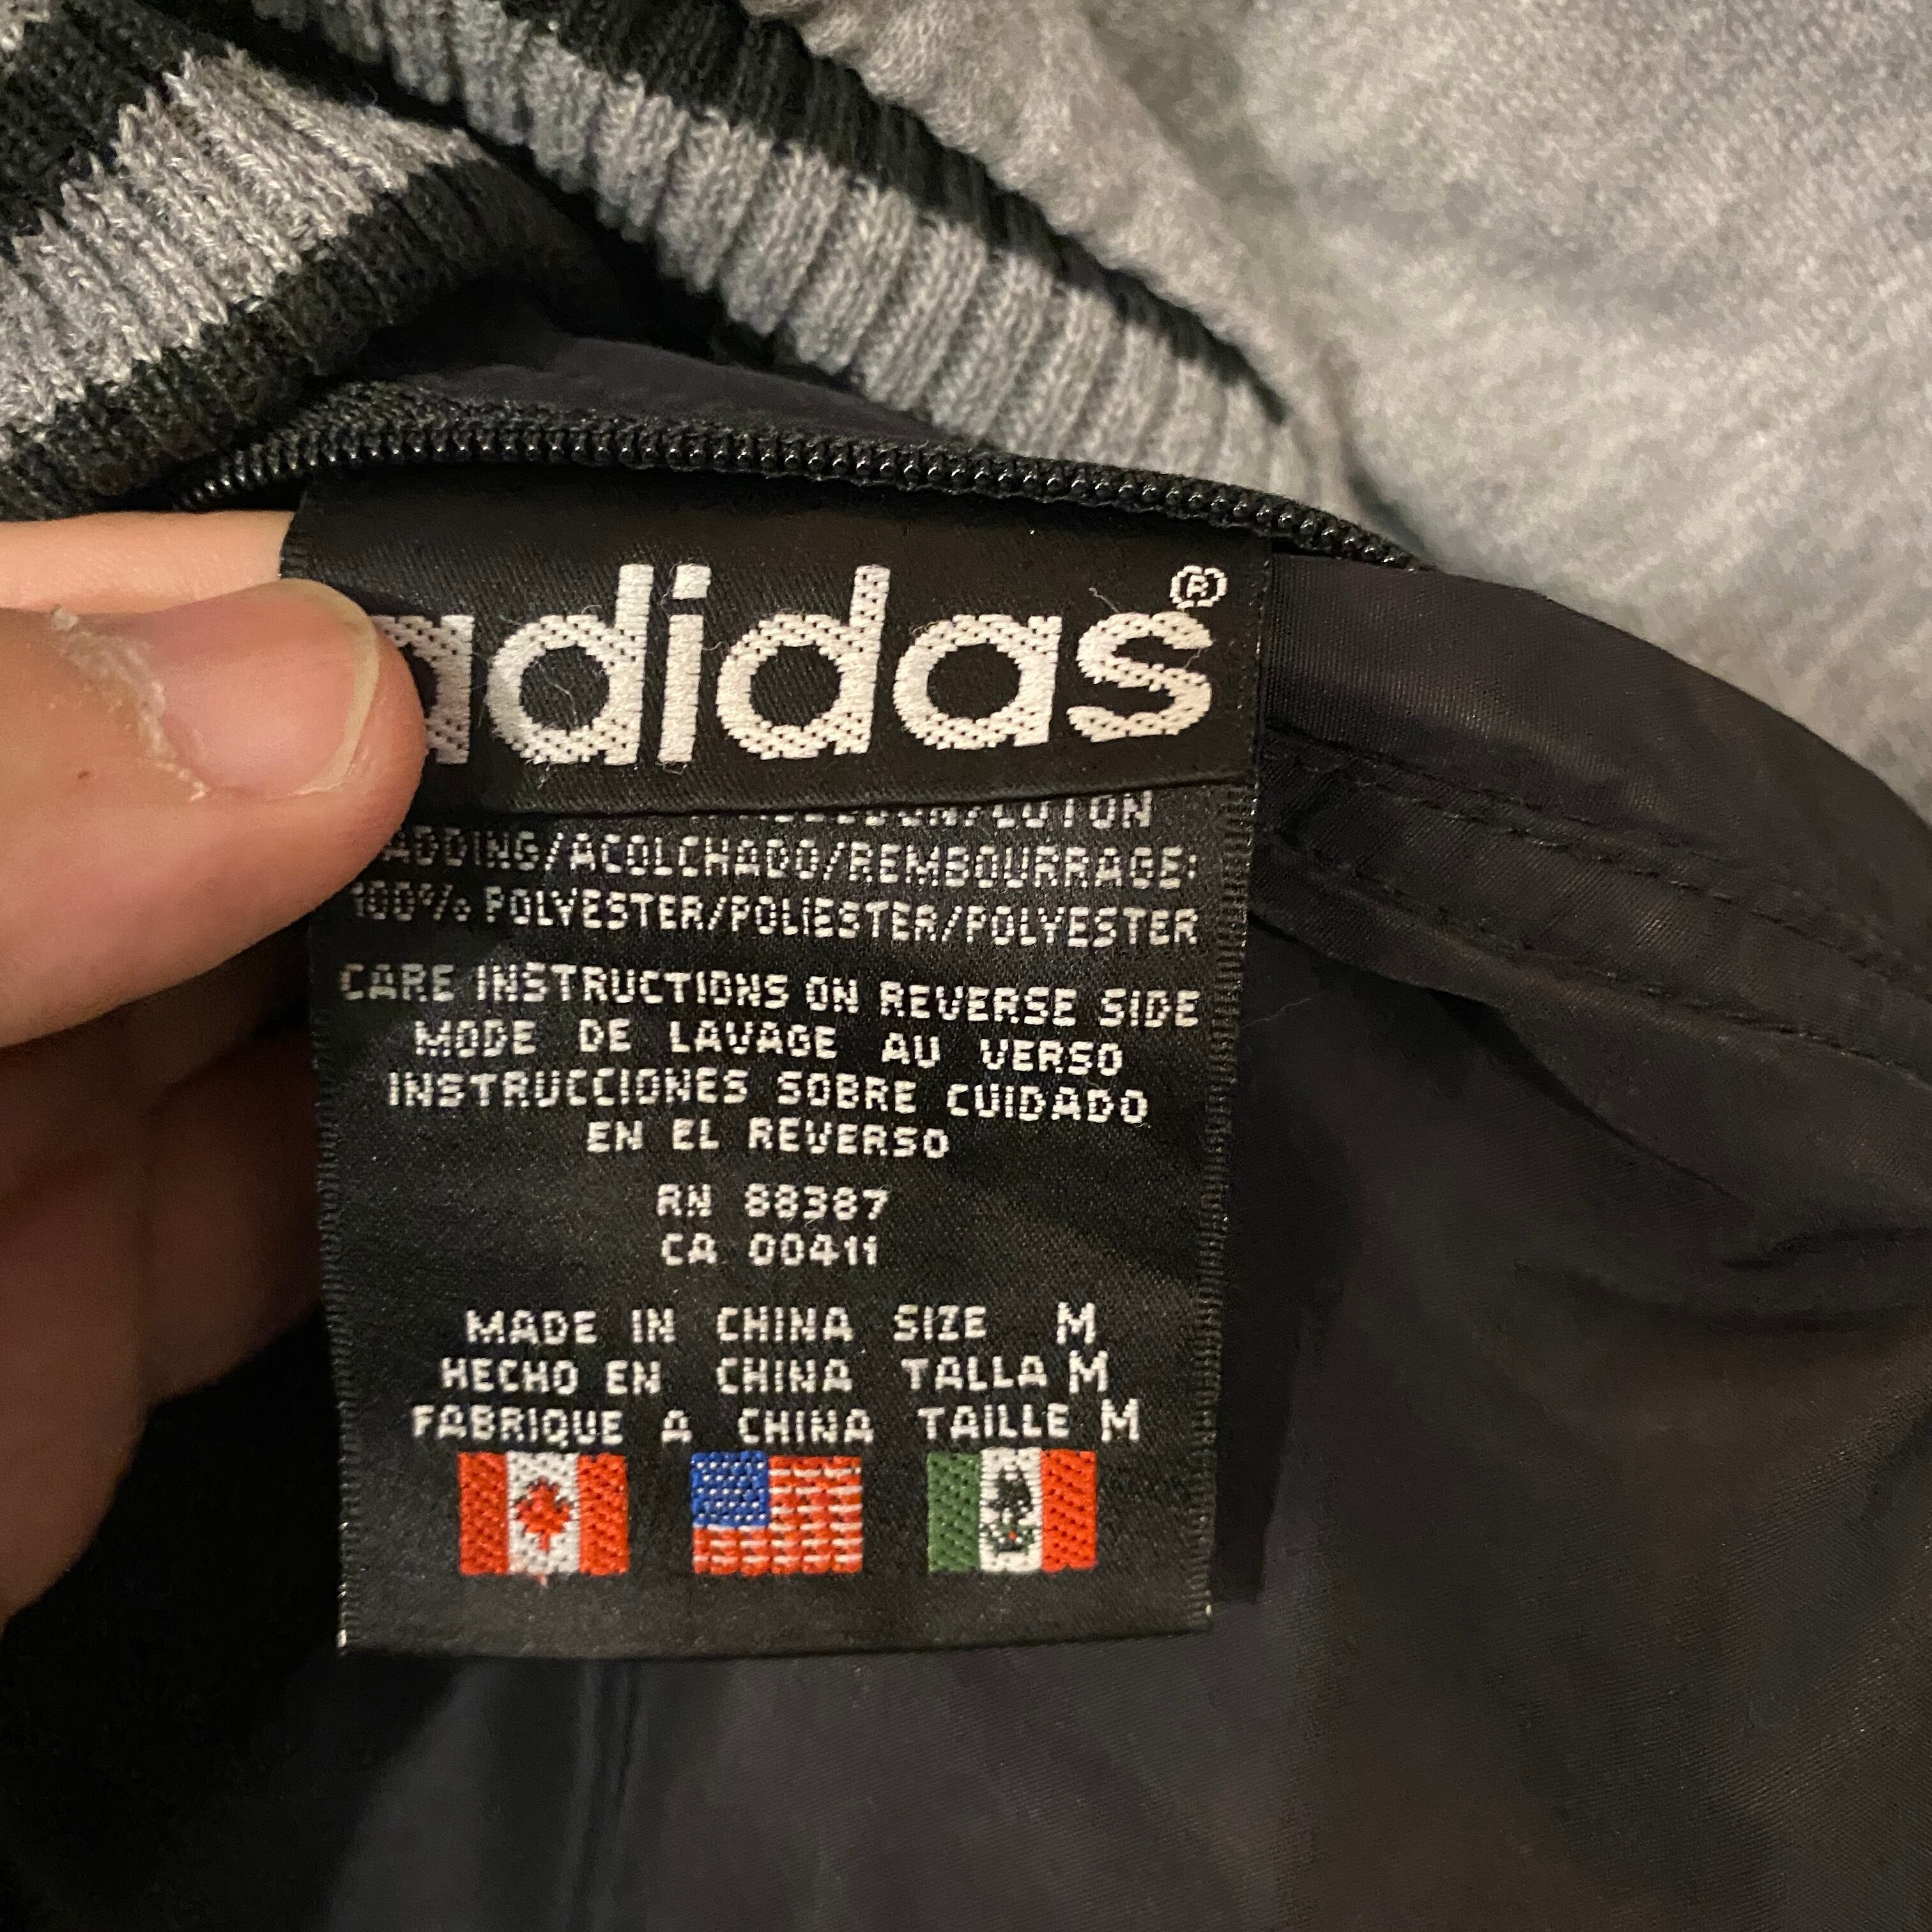 adidas®
ADDING/ACOLCHADO/REMBOURRAGE:
100% POLYESTER/POLIESTER/POLYESTER
CARE INSTRUCTIONS ON REVERSE SIDE
MODE DE LAVAGE AU VERSO
INSTRUCCIONES SOBRE CUIDADO
EN EL REVERSO
RN 88387
CA 00411
MADE IN CHINA SIZE M
HECHO EN CHINA TALLA M
FABRIQUE A CHINA TAILLE M